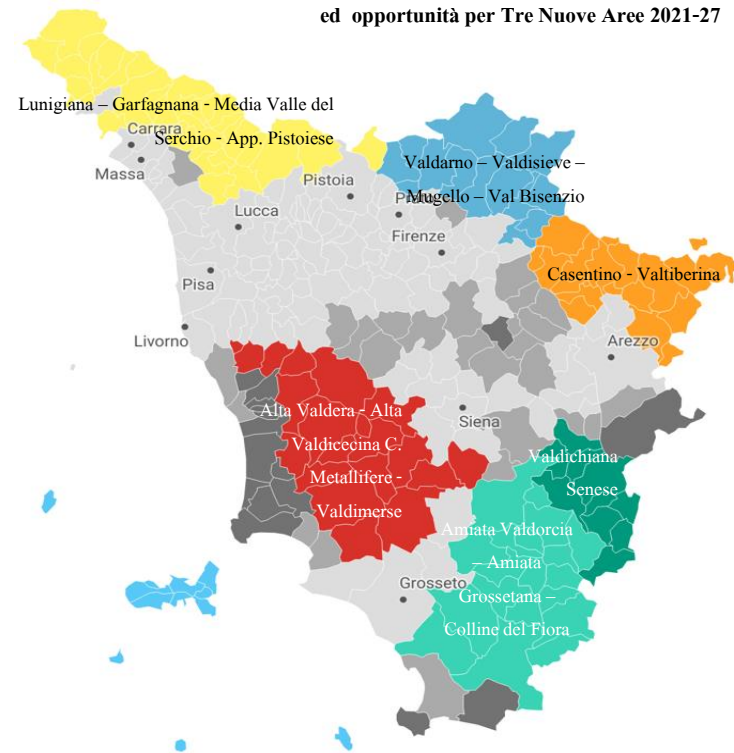 ed opportunità per Tre Nuove Aree 2021-27
Lunigiana – Garfagnana - Media Valle del
Serchio - App. Pistoiese
Carrara
Massa
Pistoia
Lucca
Valdarno – Valdisieve –
Mugello – Val Bisenzio
Firenze
Casentino - Valtiberina
Pisa
Livorno
Arezzo
Siena
Alta Valdera - Alta
Valdicecina C.
Metallifere -
Valdimerse
Valdichiana
Senese
Amiata Valdorcia
– Amiata
Grossetana –
Colline del Fiora
Grosseto